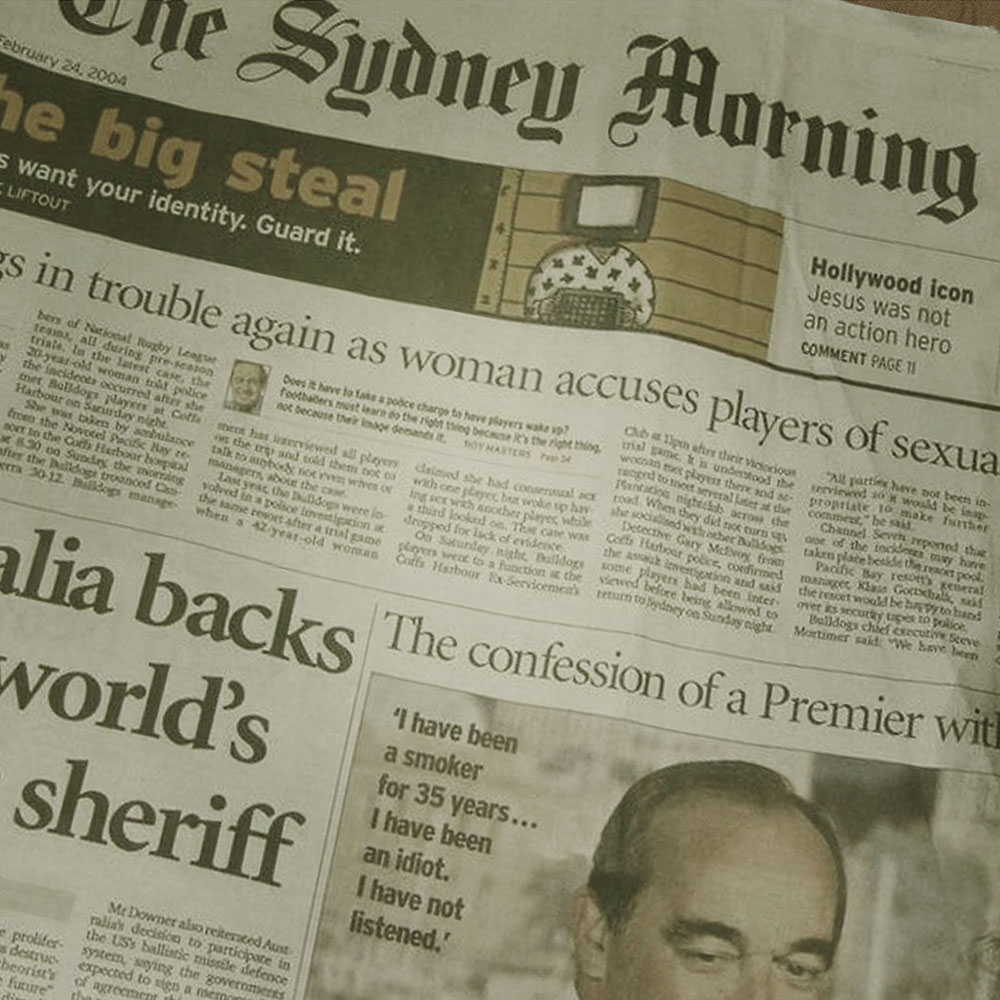 The Sydney Morning
February 24, 2004
he big steal
s want your identity. Guard it.
LIFTOUT
Hollywood icon
Jesus was not
an action hero
COMMENT PAGE 11
gs in trouble again as woman accuses players of sexua
bers of National Rugby League
teams, all during pre-season
trials. In the latest case, the
20-year-old woman told police
the incidents occurred after she
met Bulldogs players at Coffs
Harbour on Saturday night.
She was taken by ambulance
from the Novotel Pacific Bay re-
sort to the Coffs Harbour hospital
at 8.30 on Sunday, the morning
after the Bulldogs trounced Can-
berra 30-12. Bulldogs manage-
Does it have to take a police charge to have players wake up?
Footballers must learn do the right thing because it's the right thing,
not because their image demands it.
ROY MASTERS Page 34
ment has interviewed all players
on the trip and told them not to
talk to anybody, not even wives or
managers, about the case.
Last year, the Bulldogs were in-
volved in a police investigation at
the same resort after a trial game
when a 42-year-old woman
claimed she had consensual sex
with one player, but woke up hav-
ing sex with another player, while
a third looked on. That case was
dropped for lack of evidence.
On Saturday night, Bulldogs
players went to a function at the
Coffs Harbour Ex-Servicemen's
Club at 11pm after their victorious
trial game. It is understood the
woman met players there and ar-
ranged to meet several later at the
Plantation nightclub across the
road. When they did not turn up,
she socialised with other Bulldogs.
Detective Gary McEvoy, from
Coffs Harbour police, confirmed
the assault investigation and said
some players had been inter-
viewed before being allowed to
return to Sydney on Sunday night.
"All parties have not been in-
terviewed so it would be inap-
propriate to make further
comment," he said.
Channel Seven reported that
one of the incidents may have
taken place beside the resort pool.
Pacific Bay resort's general
manager, Klaus Gottschalk, said
the resort would be happy to hand
over its security tapes to police.
Bulldogs chief executive Steve
Mortimer said: "We have been
alia backs
world's
sheriff
The confession of a Premier with
'I have been
a smoker
for 35 years...
I have been
an idiot.
I have not
listened.'
prolifer-
destruc-
heorist's
future"
Mr Downer also reiterated Aust-
ralia's decision to participate in
the US's ballistic missile defence
system, saying the governments
expected to sign a memorandum
of agreement this